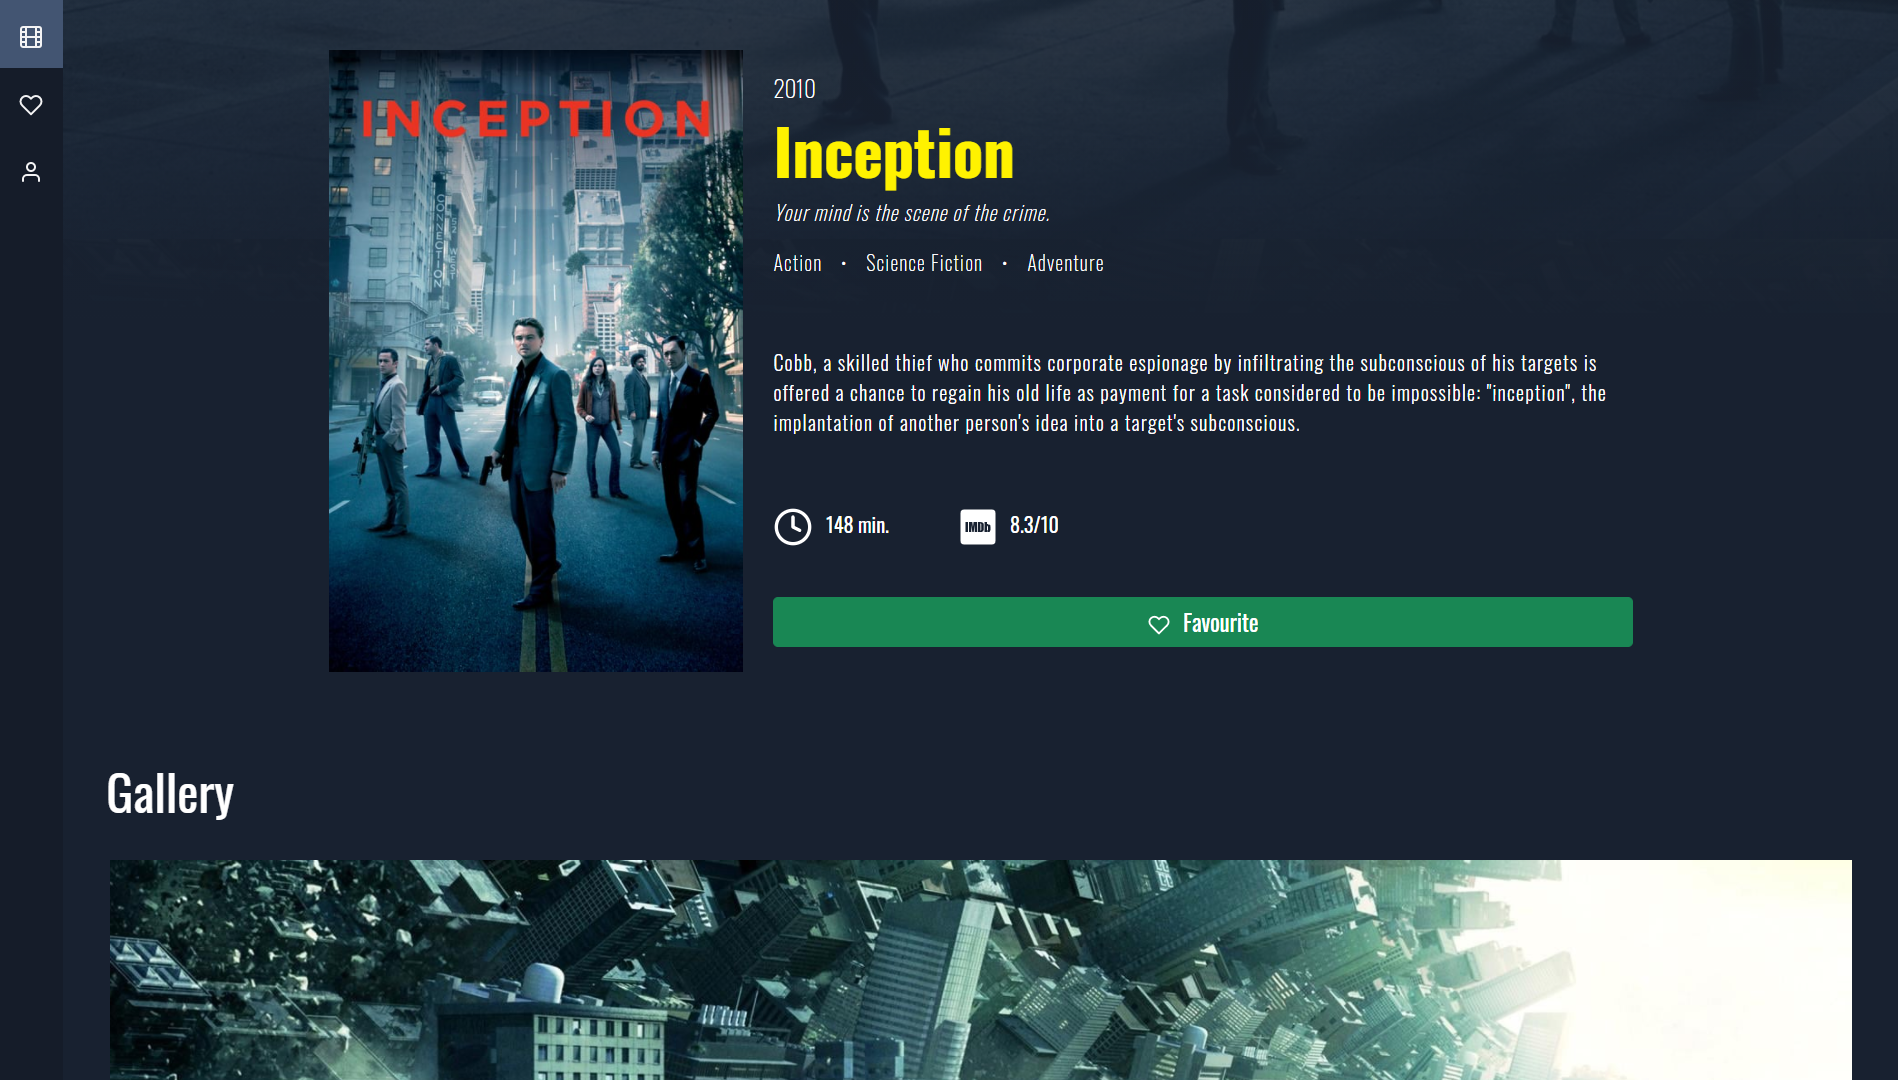 INCEPTION
CONNECTION
2010
Inception
Your mind is the scene of the crime.
Action • Science Fiction • Adventure
Cobb, a skilled thief who commits corporate espionage by infiltrating the subconscious of his targets is
offered a chance to regain his old life as payment for a task considered to be impossible: "inception", the
implantation of another person's idea into a target's subconscious.
148 min.
IMDb 8.3/10
Favourite
Gallery